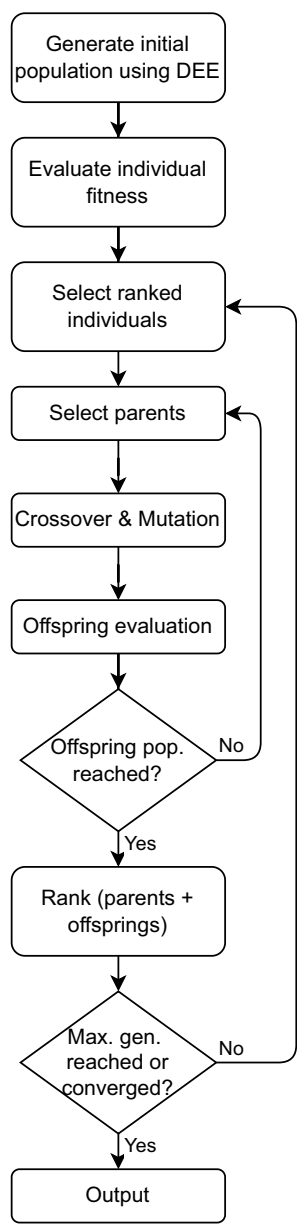 Generate initial
population using DEE
Evaluate individual
fitness
Select ranked
individuals
Select parents
Crossover & Mutation
Offspring evaluation
Offspring pop.
reached?
No
Yes
Rank (parents +
offsprings)
Max. gen.
reached or
converged?
No
Yes
Output